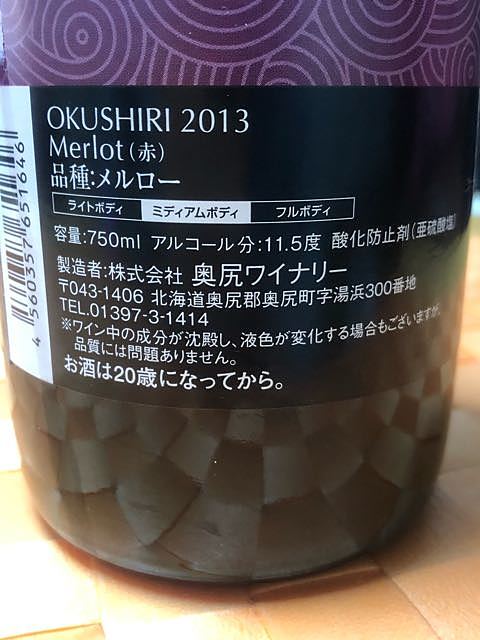 OKUSHIRI 2013
Merlot(赤)
品種:メルロー
ライトボディ ミディアムボディ フルボディ
容量:750ml アルコール分:11.5度 酸化防止剤(亜硫酸塩)
製造者:株式会社 奥尻ワイナリー
〒043-1406 北海道奥尻郡奥尻町字湯浜300番地
TEL.01397-3-1414
※ワイン中の成分が沈殿し、液色が変化する場合もございますが、
品質には問題ありません。
お酒は20歳になってから。
4 560357 651646